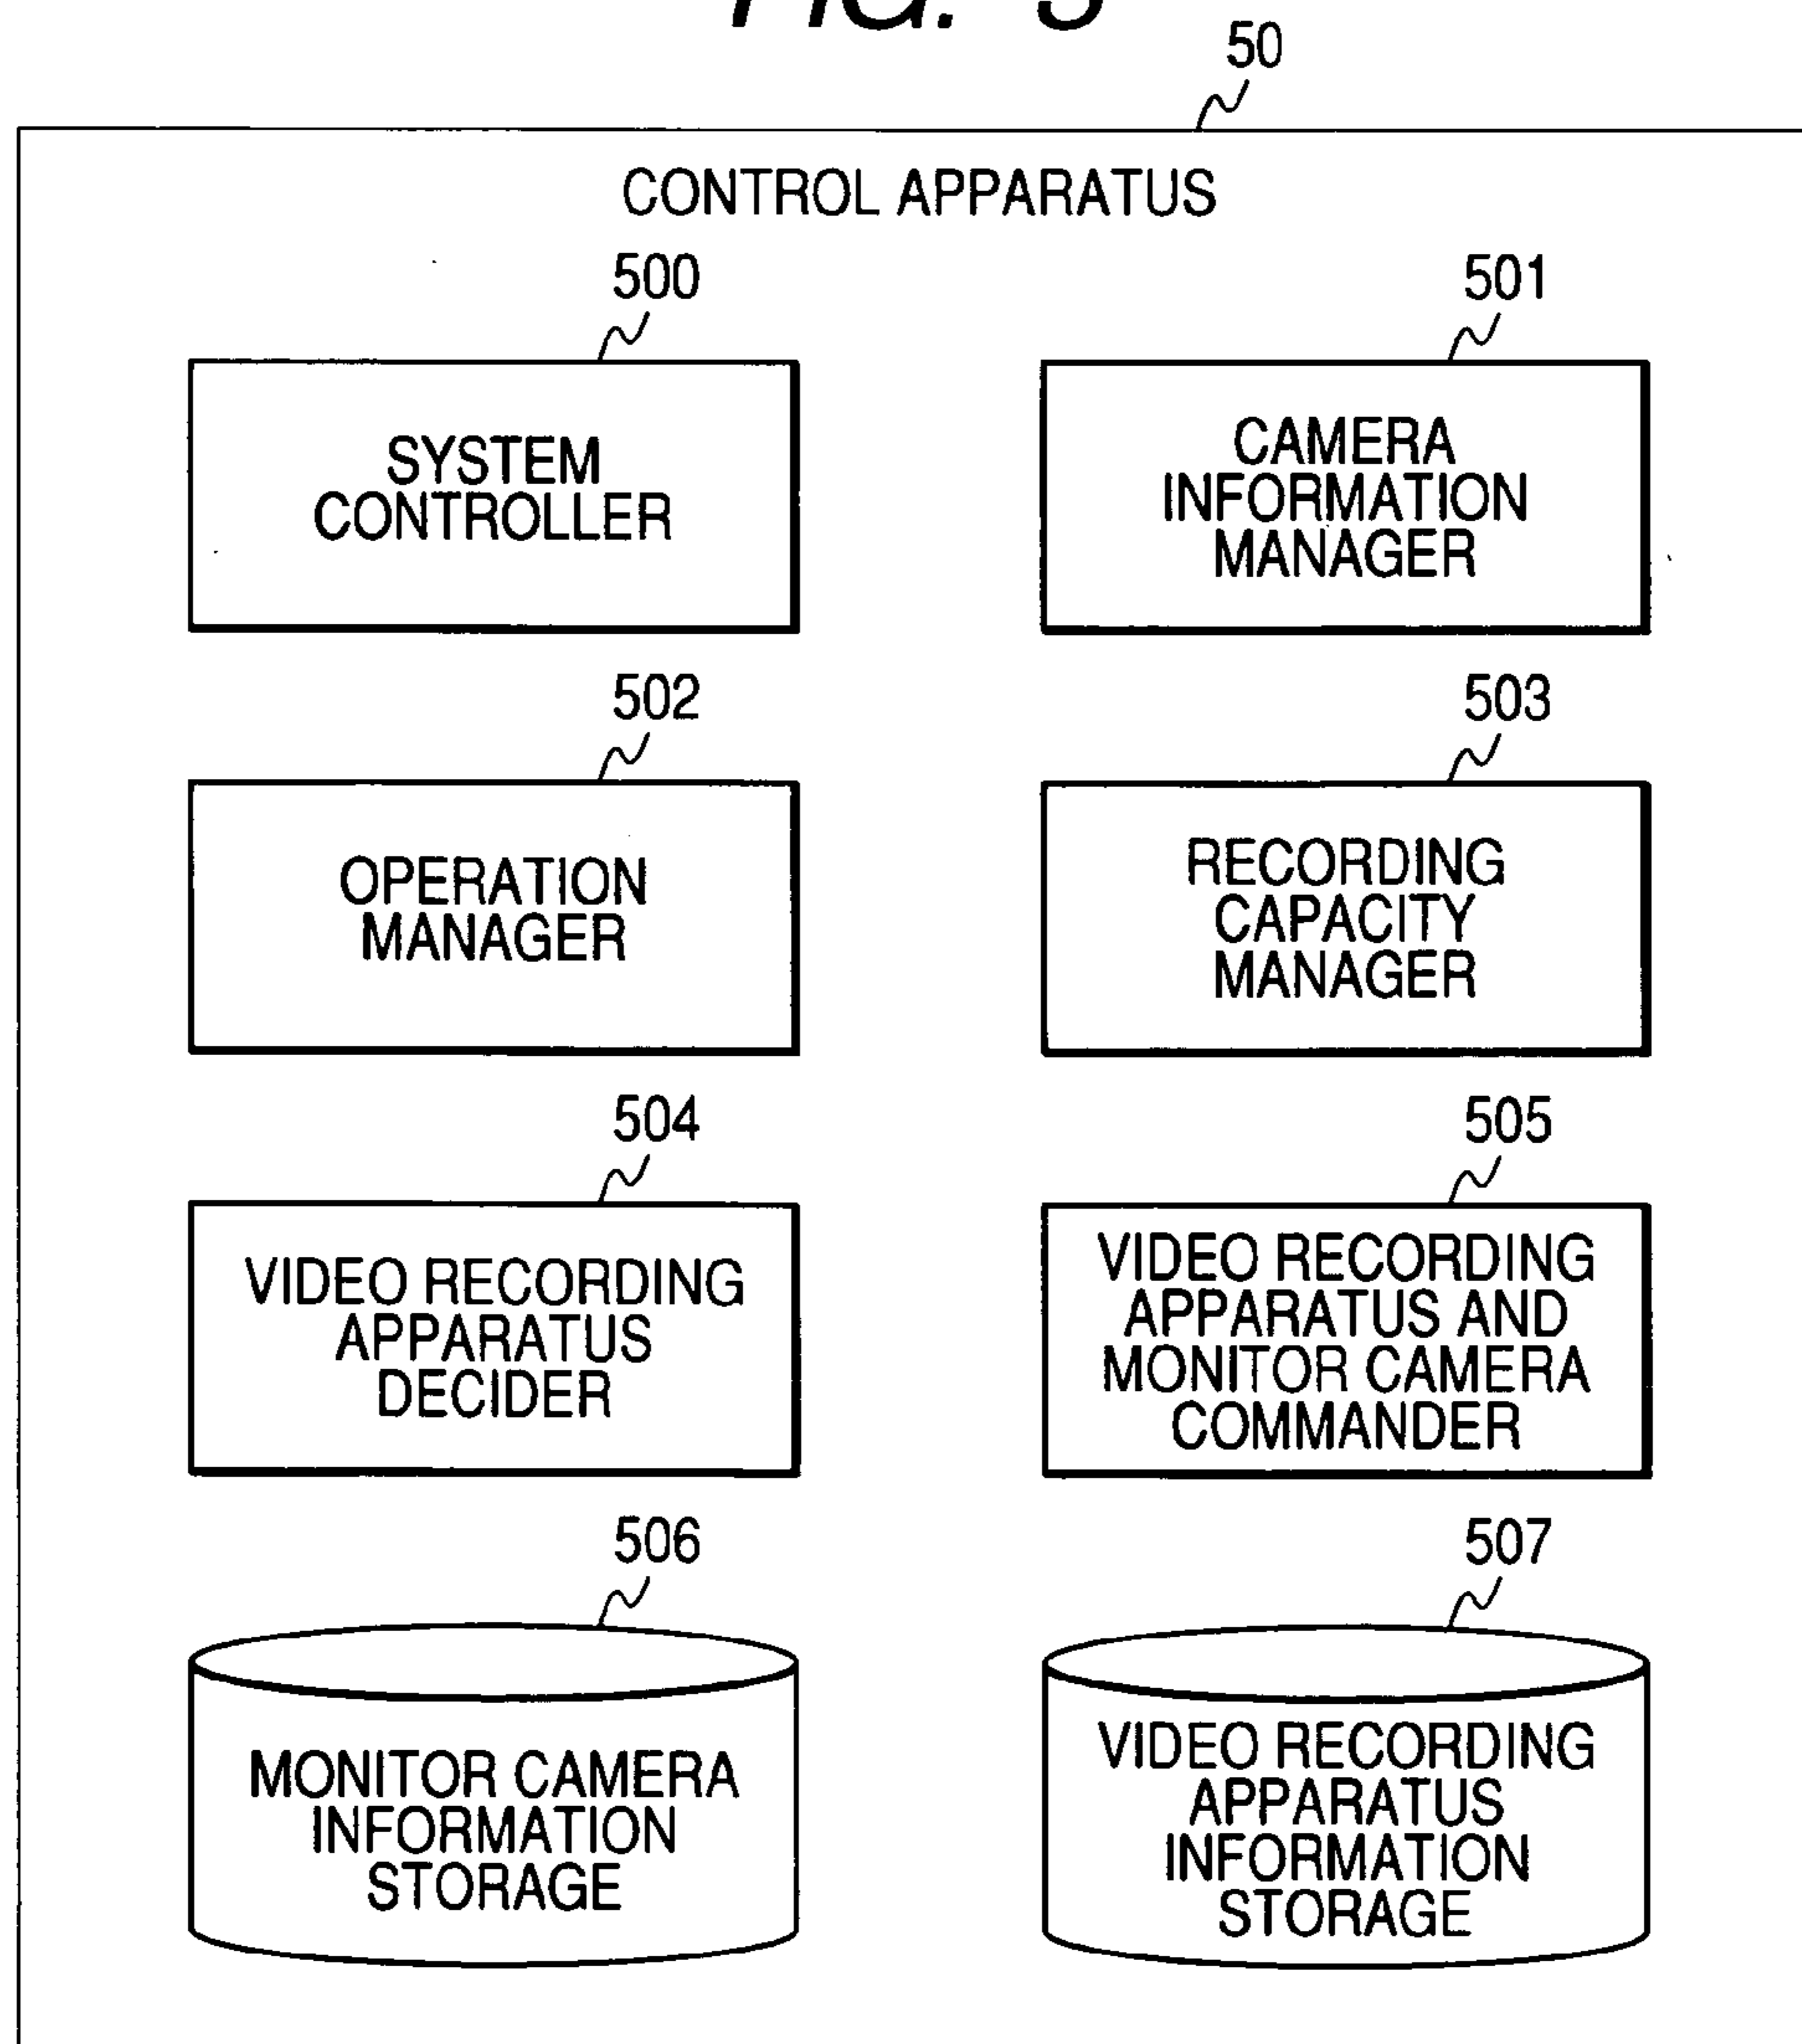 FIG.
50
CONTROL APPARATUS
500
501
SYSTEM
CONTROLLER
CAMERA
INFORMATION
MANAGER
502
503
OPERATION
MANAGER
RECORDING
CAPACITY
MANAGER
504
505
VIDEO RECORDING
APPARATUS
DECIDER
VIDEO RECORDING
APPARATUS AND
MONITOR CAMERA
COMMANDER
506
507
MONITOR CAMERA
INFORMATION
STORAGE
VIDEO RECORDING
APPARATUS
INFORMATION
STORAGE